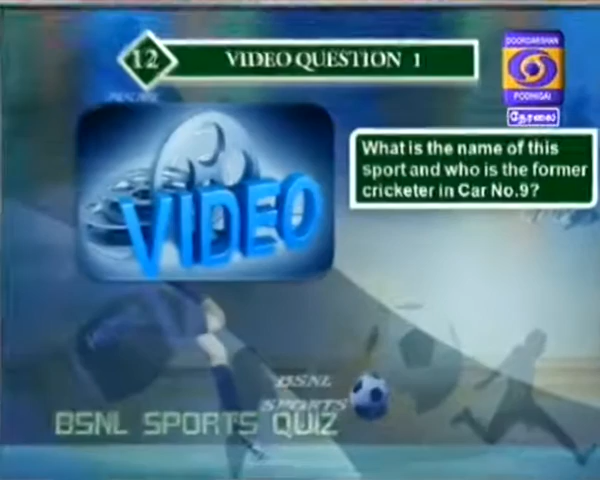 12
VIDEO QUESTION 1
DOORDARSHAN
PODHIGAI
நேரலை
What is the name of this
sport and who is the former
cricketer in Car No.9?
VIDEO
BSNL
SPORTS
BSNL SPORTS QUIZ